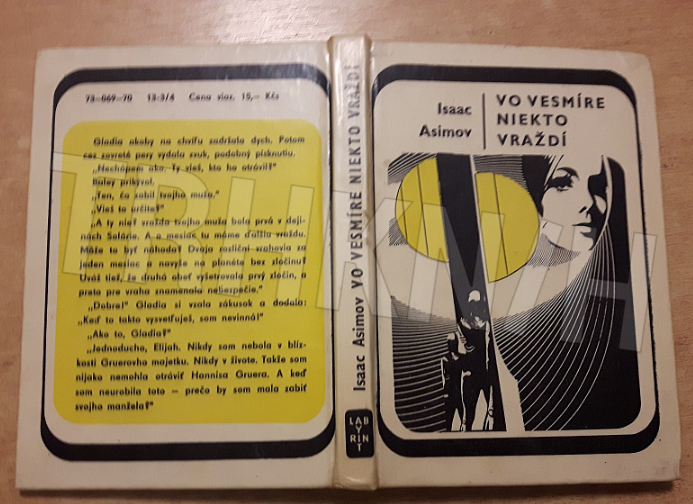 73—069—70 13-3/4 Cena viaz. 15,— Kčs
Gladia akoby na chvíľu zadržala dych. Potom
cez zovreté pery vydala zvuk, podobný písknutiu.
„Nechápem ako. Ty vieš, kto ho otrávil?"
Baley prikývol.
„Ten, čo zabil tvojho muža."
„Vieš to určite?"
„A ty nie? Vražda tvojho muža bola prvá v deji-
nách Solárie. A o mesiac tu máme ďalšiu vraždu.
Môže to byť náhoda? Dvaja rozliční vrahovia za
jeden mesiac a navyše na planéte bez zločinu?
Uváž tiež, že druhá obeť vyšetrovala prvý zločin, a
preto pre vraha znamenala nebezpečie."
„Dobre!" Gladia si vzala zákusok a dodala:
„Keď to takto vysvetľuješ, som nevinná!"
„Ako to, Gladia?"
„Jednoducho, Elijah. Nikdy som nebola v blíz-
kosti Gruerovho majetku. Nikdy v živote. Takže som
nijako nemohla otráviť Hannisa Gruera. A keď
som neurobila toto — prečo by som mala zabiť
svojho manžela?"
Isaac Asimov VO VESMÍRE NIEKTO VRAŽDÍ
LAB
YRINT
Isaac
Asimov
VO VESMÍRE
NIEKTO
VRAŽDÍ